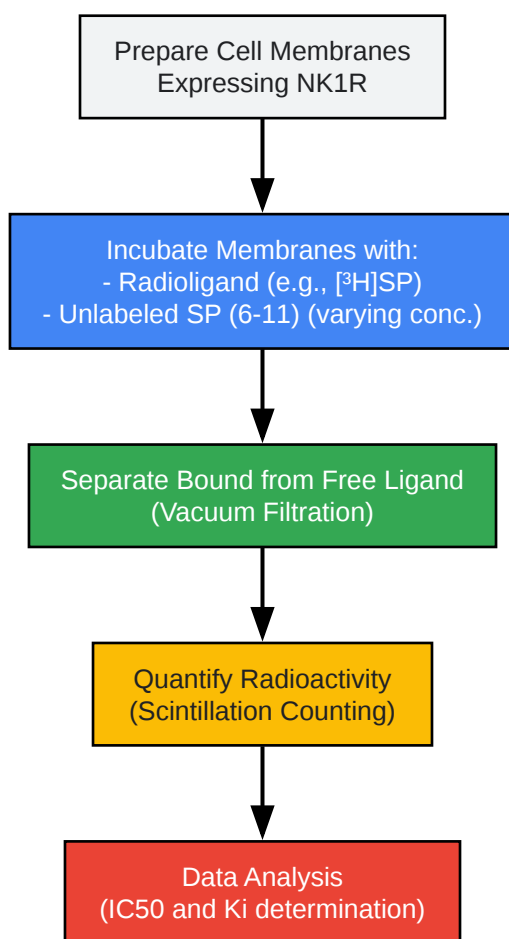 Prepare Cell Membranes
Expressing NK1R
Incubate Membranes with:
- Radioligand (e.g., [³H]SP)
- Unlabeled SP (6-11) (varying conc.)
Separate Bound from Free Ligand
(Vacuum Filtration)
Quantify Radioactivity
(Scintillation Counting)
Data Analysis
(IC50 and Ki determination)